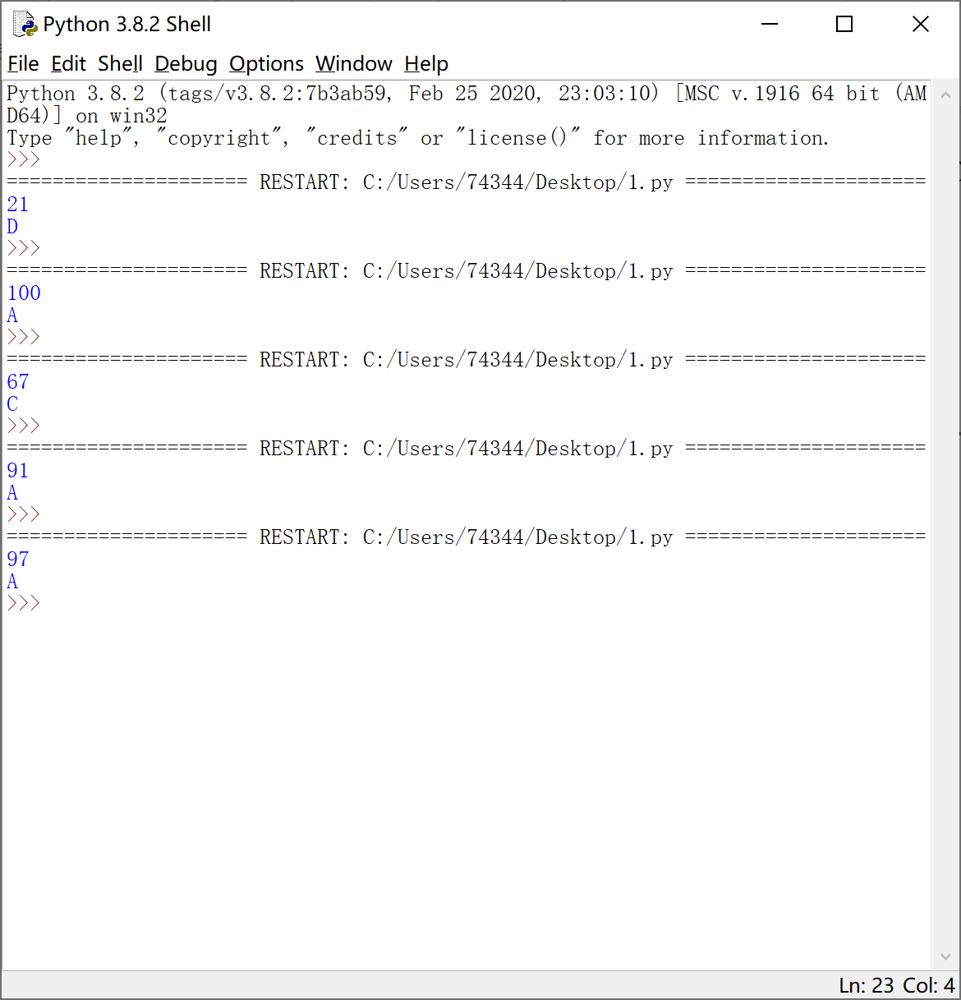 Python 3.8.2 Shell
File Edit Shell Debug Options Window Help
Python 3.8.2 (tags/v3.8.2:7b3ab59, Feb 25 2020, 23:03:10) [MSC v.1916 64 bit (AM
D64)] on win32
Type "help", "copyright", "credits" or "license()" for more information.
>>>
===================== RESTART: C:/Users/74344/Desktop/1.py =====================
21
D
>>>
===================== RESTART: C:/Users/74344/Desktop/1.py =====================
100
A
>>>
===================== RESTART: C:/Users/74344/Desktop/1.py =====================
67
C
>>>
===================== RESTART: C:/Users/74344/Desktop/1.py =====================
91
A
>>>
===================== RESTART: C:/Users/74344/Desktop/1.py =====================
97
A
>>>
Ln: 23 Col: 4